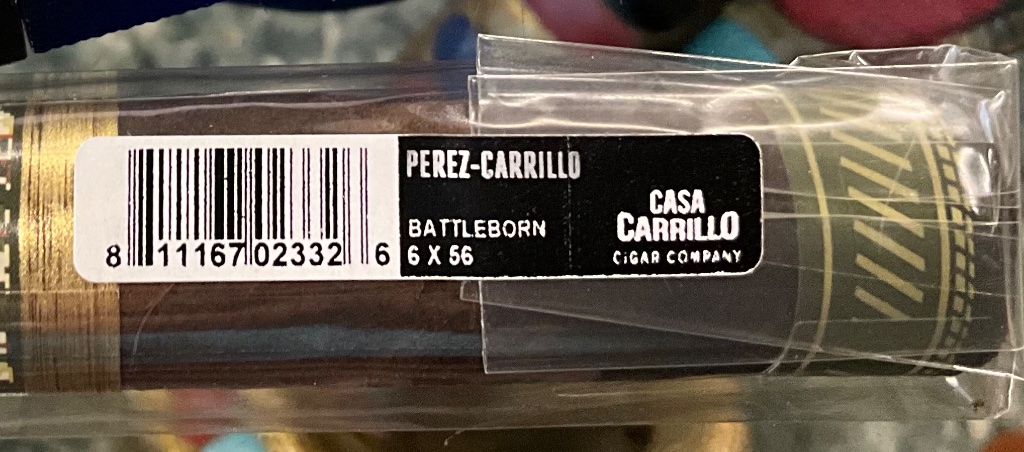 8 11167 02332 6
PEREZ-CARRILLO
BATTLEBORN
6 X 56
CASA
CARRILLO
CIGAR COMPANY